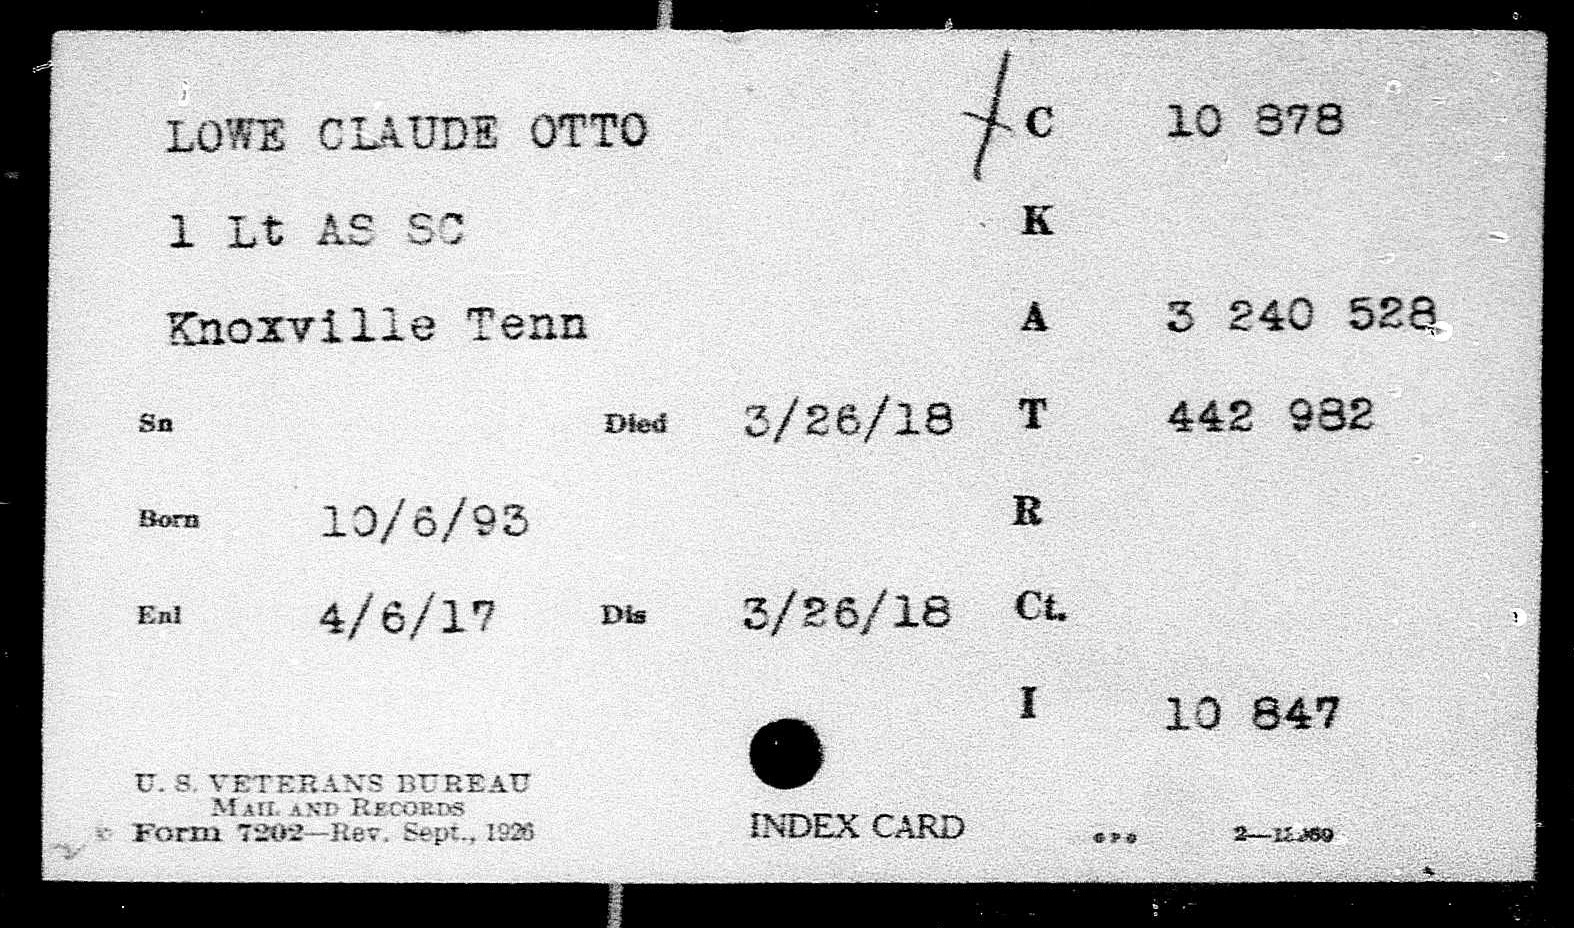 LOWE CLAUDE OTTO C 10 878
1 Lt AS SC K
Knoxville Tenn A 3 240 528
Sn Died 3/26/18 T 442 982
Born 10/6/93 R
Enl 4/6/17 Dis 3/26/18 Ct.
I 10 847
U. S. VETERANS BUREAU
MAIL AND RECORDS
Form 7202—Rev. Sept., 1926
INDEX CARD
GPO